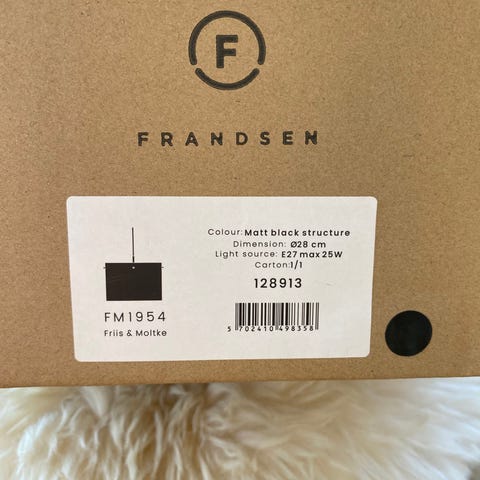 F
FRANDSEN
Colour: Matt black structure
Dimension: Ø28 cm
Light source: E27 max 25W
Carton: 1/1
128913
FM1954
Friis & Moltke
5 702410 498358